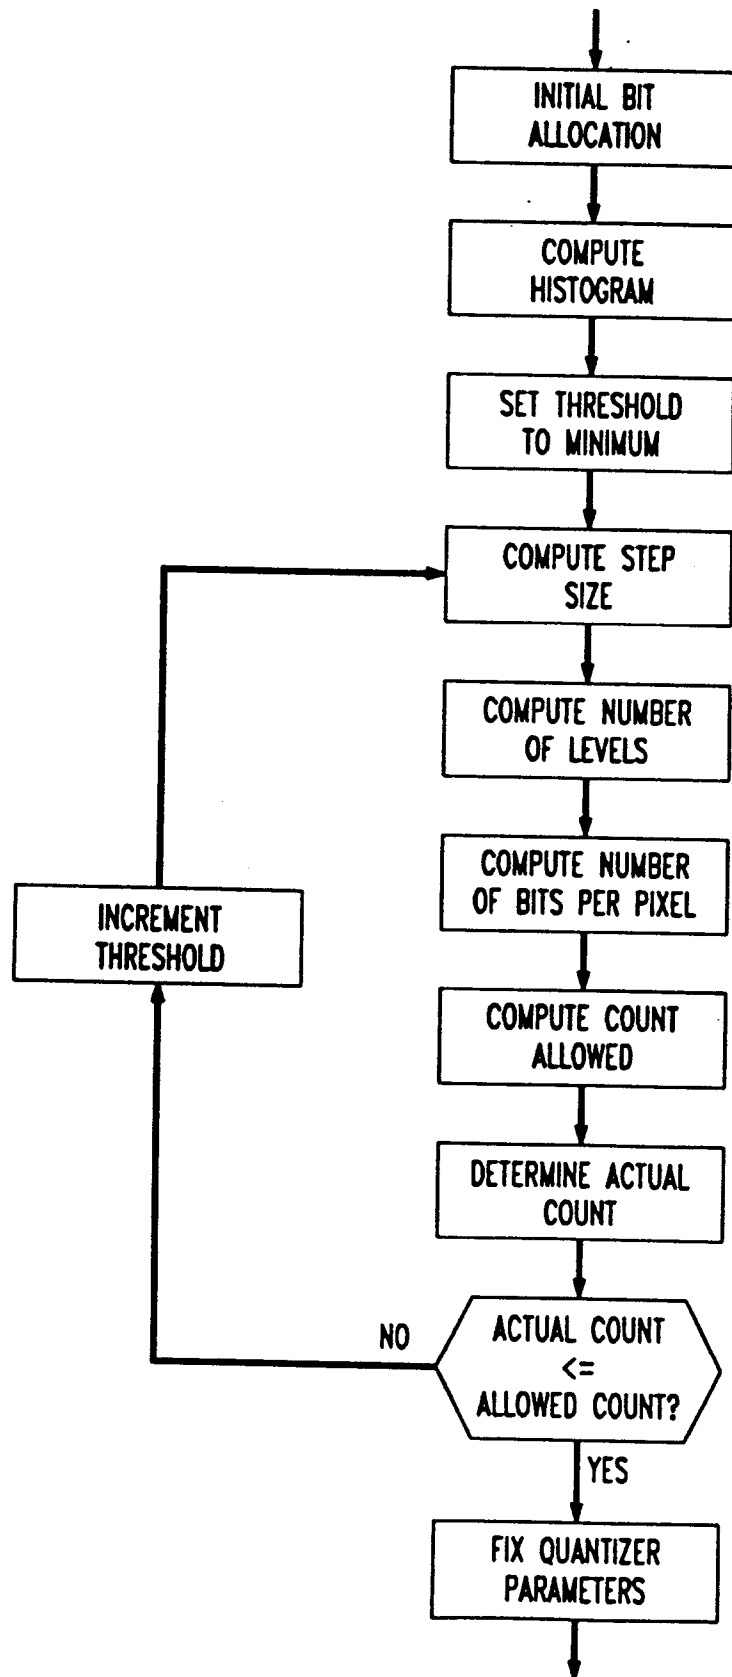 INITIAL BIT
ALLOCATION
COMPUTE
HISTOGRAM
SET THRESHOLD
TO MINIMUM
COMPUTE STEP
SIZE
COMPUTE NUMBER
OF LEVELS
COMPUTE NUMBER
OF BITS PER PIXEL
INCREMENT
THRESHOLD
COMPUTE COUNT
ALLOWED
DETERMINE ACTUAL
COUNT
NO
ACTUAL COUNT
<=
ALLOWED COUNT?
YES
FIX QUANTIZER
PARAMETERS